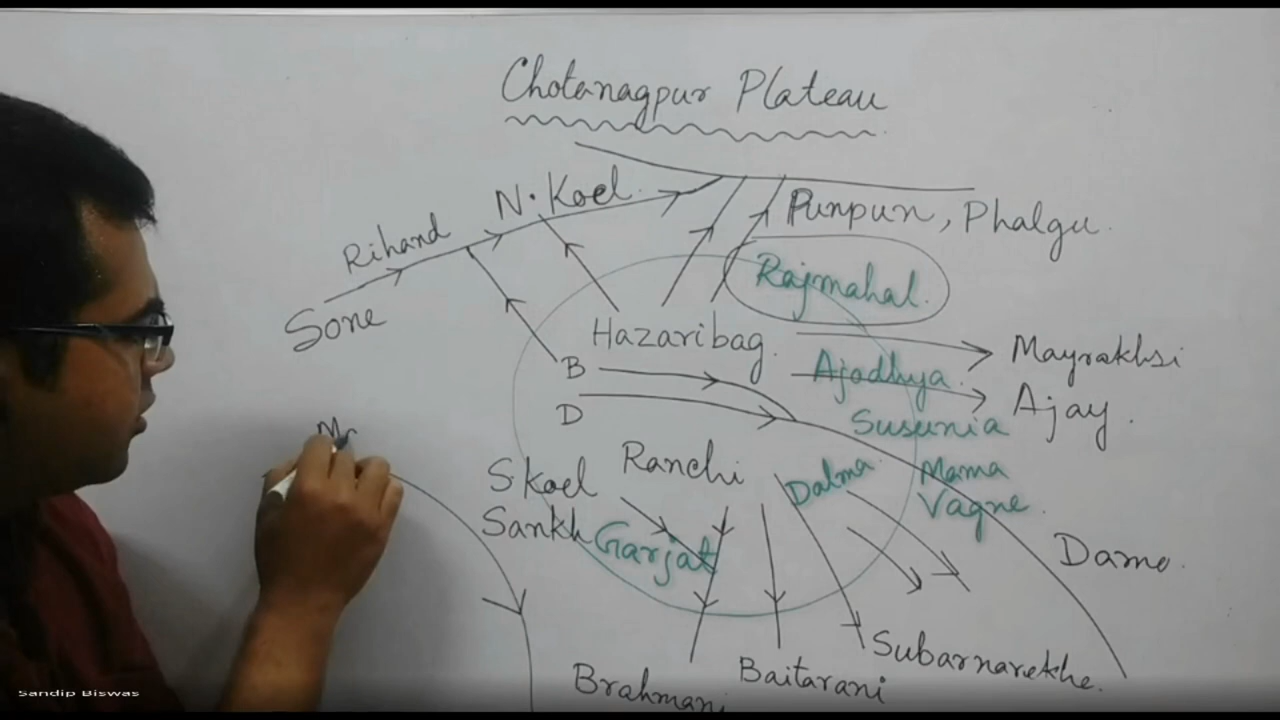 Chotanagpur Plateau
N. Koel
Punpun, Phalgu.
Rihand
Rajmahal.
Sone
Hazaribag.
Mayrakhsi
B
Ajodhya.
Ajay.
D
Susunia
Ranchi
Dalma
Mama
Vagne.
S. Koel
Sankh
Garjat
Damo.
M
Subarnarekhe.
Baitarani
Brahmani
Sandip Biswas